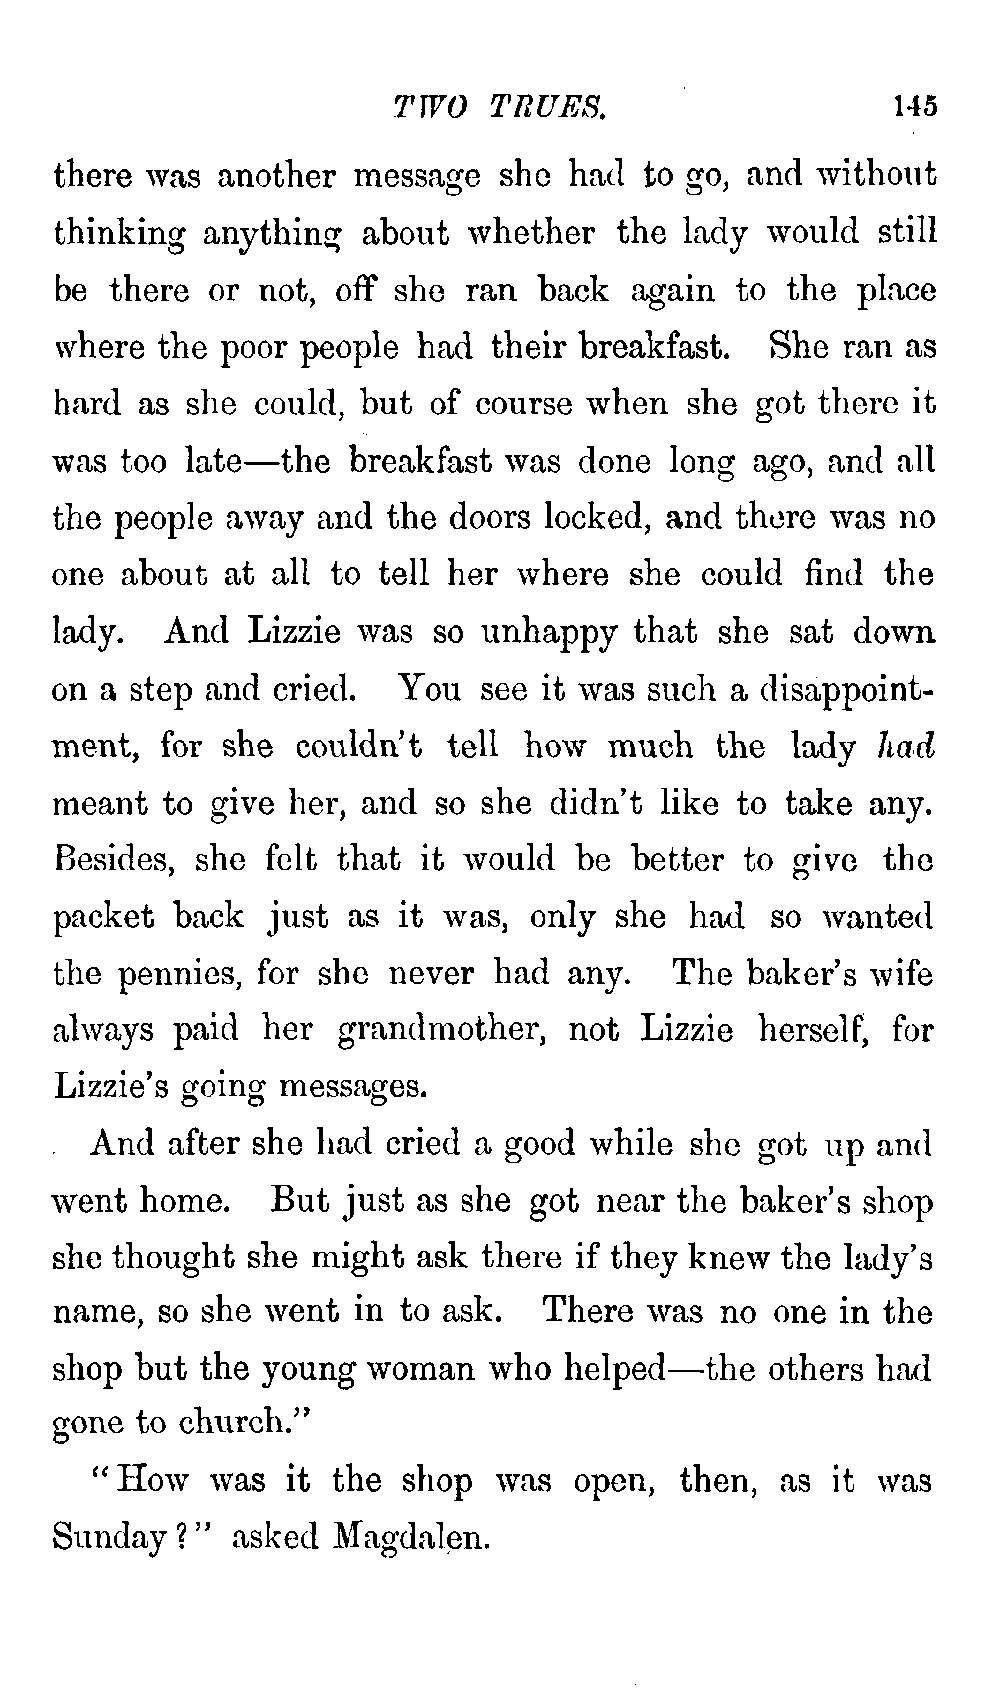 TWO TRUES. 145
there was another message she had to go, and without
thinking anything about whether the lady would still
be there or not, off she ran back again to the place
where the poor people had their breakfast. She ran as
hard as she could, but of course when she got there it
was too late—the breakfast was done long ago, and all
the people away and the doors locked, and there was no
one about at all to tell her where she could find the
lady. And Lizzie was so unhappy that she sat down
on a step and cried. You see it was such a disappoint-
ment, for she couldn't tell how much the lady had
meant to give her, and so she didn't like to take any.
Besides, she felt that it would be better to give the
packet back just as it was, only she had so wanted
the pennies, for she never had any. The baker's wife
always paid her grandmother, not Lizzie herself, for
Lizzie's going messages.
And after she had cried a good while she got up and
went home. But just as she got near the baker's shop
she thought she might ask there if they knew the lady's
name, so she went in to ask. There was no one in the
shop but the young woman who helped—the others had
gone to church."
"How was it the shop was open, then, as it was
Sunday?" asked Magdalen.